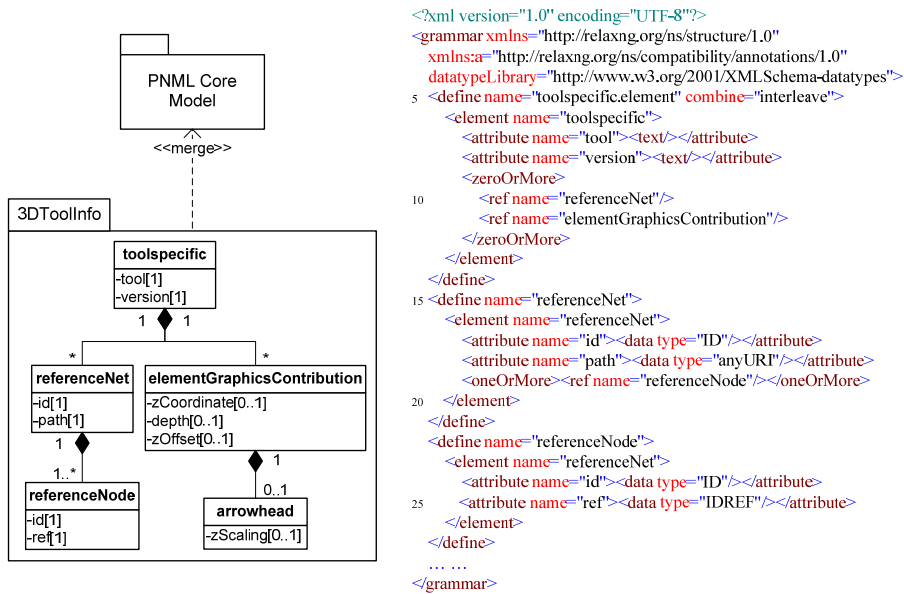 PNML Core
Model
<<merge>>
3DToolInfo
toolspecific
-tool[1]
-version[1]
1 1
* *
referenceNet
-id[1]
-path[1]
elementGraphicsContribution
-zCoordinate[0..1]
-depth[0..1]
-zOffset[0..1]
1
1..*
1
0..1
referenceNode
-id[1]
-ref[1]
arrowhead
-zScaling[0..1]
<?xml version="1.0" encoding="UTF-8"?>
<grammar xmlns="http://relaxng.org/ns/structure/1.0"
xmlns:a="http://relaxng.org/ns/compatibility/annotations/1.0"
datatypeLibrary="http://www.w3.org/2001/XMLSchema-datatypes">
5 <define name="toolspecific.element" combine="interleave">
<element name="toolspecific">
<attribute name="tool"><text/></attribute>
<attribute name="version"><text/></attribute>
<zeroOrMore>
10 <ref name="referenceNet"/>
<ref name="elementGraphicsContribution"/>
</zeroOrMore>
</element>
</define>
15 <define name="referenceNet">
<element name="referenceNet">
<attribute name="id"><data type="ID"/></attribute>
<attribute name="path"><data type="anyURI"/></attribute>
<oneOrMore><ref name="referenceNode"/></oneOrMore>
20 </element>
</define>
<define name="referenceNode">
<element name="referenceNet">
<attribute name="id"><data type="ID"/></attribute>
25 <attribute name="ref"><data type="IDREF"/></attribute>
</element>
</define>
... ...
</grammar>